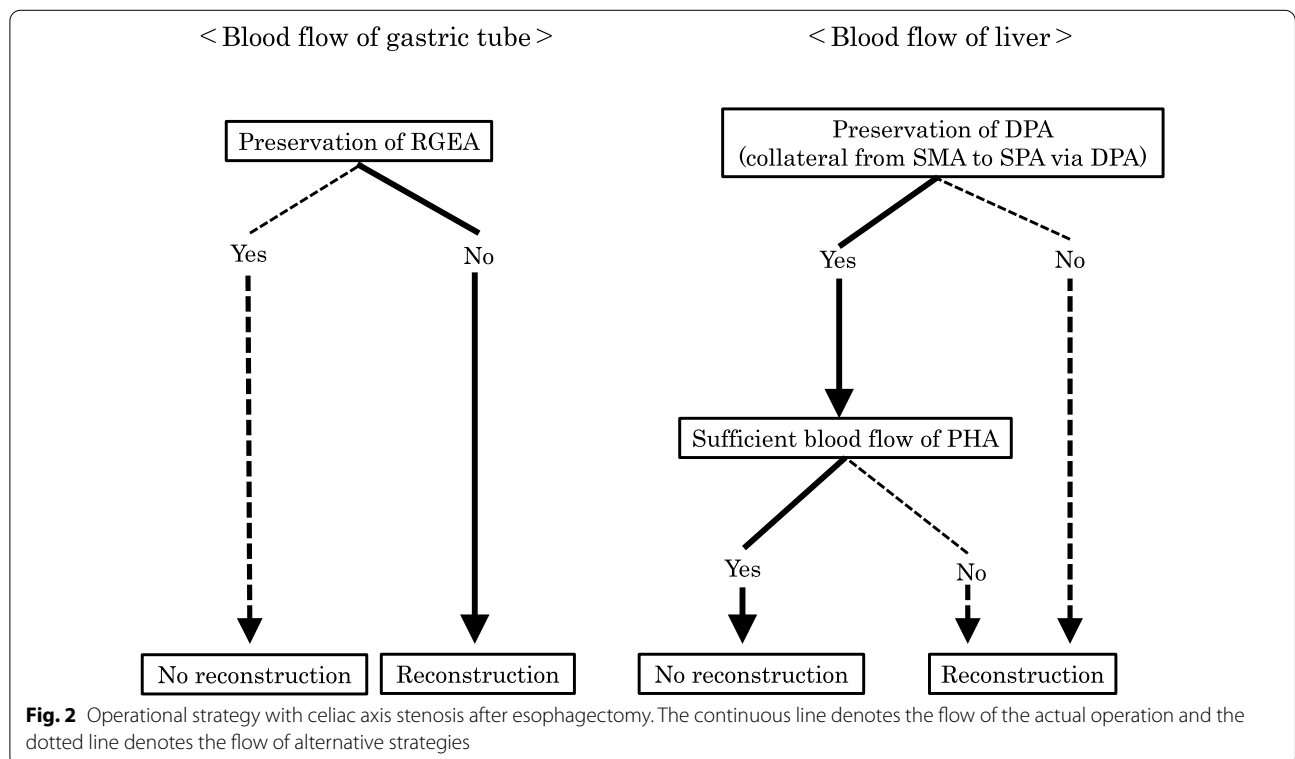 < Blood flow of gastric tube >
Preservation of RGEA
Yes
No
No reconstruction
Reconstruction
< Blood flow of liver >
Preservation of DPA
(collateral from SMA to SPA via DPA)
Yes
No
Sufficient blood flow of PHA
Yes
No
No reconstruction
Reconstruction
Fig. 2 Operational strategy with celiac axis stenosis after esophagectomy. The continuous line denotes the flow of the actual operation and the
dotted line denotes the flow of alternative strategies